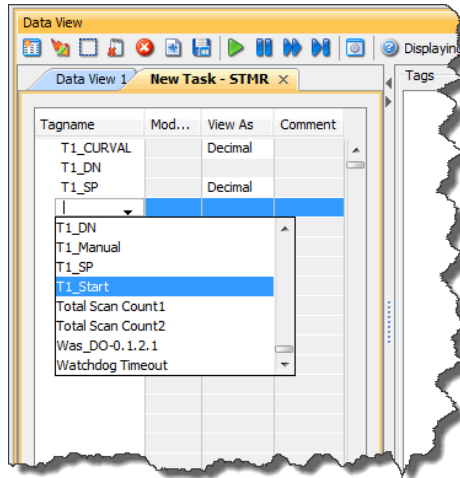 Data View
Displaying
Data View 1
New Task - STMR
Tags
Tagname Mod... View As Comment
T1_CURVAL Decimal
T1_DN
T1_SP Decimal
T1_DN
T1_Manual
T1_SP
T1_Start
Total Scan Count1
Total Scan Count2
Was_DO-0.1.2.1
Watchdog Timeout